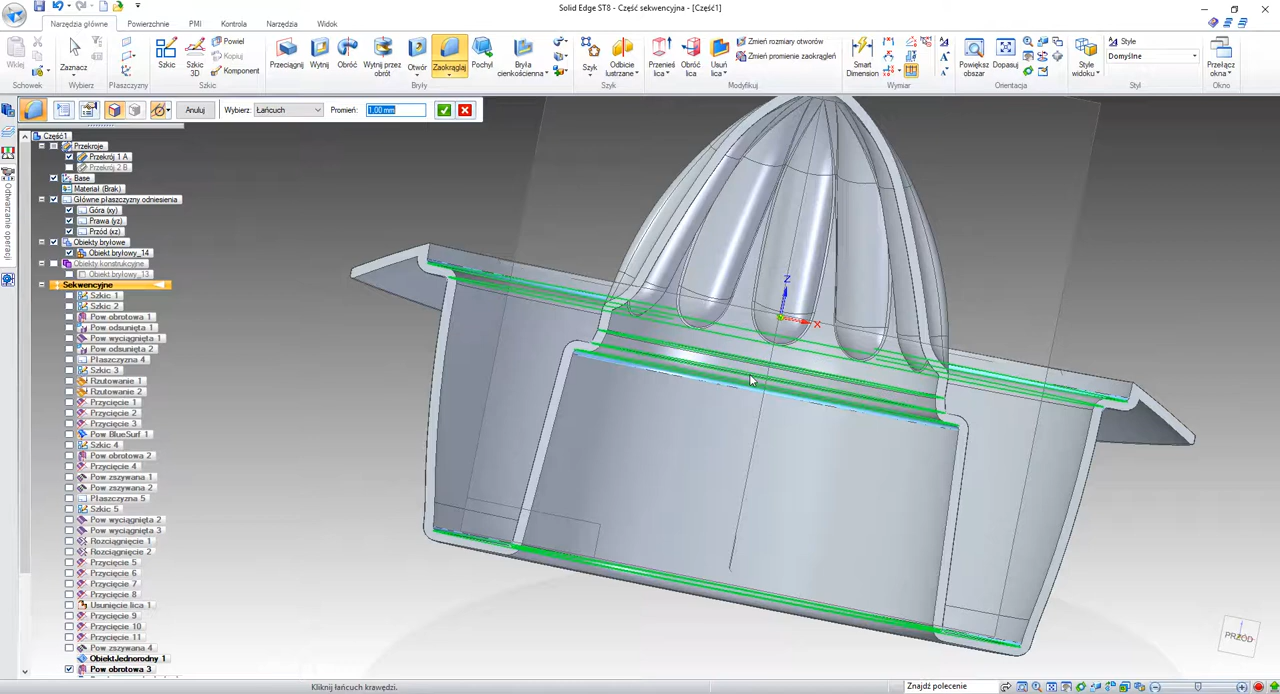 Solid Edge ST8 - Część sekwencyjna - [Część1]
Narzędzia główne Powierzchnie PMI Kontrola Narzędzia Widok
Wklej Kopiuj Zaznacz Szkic Szkic 3D Powiel Komponent Przeciągnij Wytnij Obróć Wytnij przez obrót Otwór Zaokrąglij Pochyl Bryła cienkościenna Szyk Odbicie lustrzane Przenieś lica Obróć lica Usuń lica Zmień rozmiary otworów Zmień promienie zaokrągleń Smart Dimension Powiększ obszar Dopasuj Style widoku Style Domyślne Przełącz okna
Schowek Wybierz Płaszczyzny Szkic Bryły Szyk Modyfikuj Wymiar Orientacja Style Okno
Anuluj Wybierz: Łańcuch Promień: 1.00 mm
Część1
Przekroje
Przekrój 1 A
Przekrój 2 B
Base
Materiał (Brak)
Główne płaszczyzny odniesienia
Góra (xy)
Prawa (yz)
Przód (xz)
Obiekty bryłowe
Obiekt bryłowy_14
Obiekty konstrukcyjne
Obiekt bryłowy_13
Sekwencyjne
Szkic 1
Szkic 2
Pow obrotowa 1
Pow odsunięta 1
Pow wyciągnięta 1
Pow odsunięta 2
Płaszczyzna 4
Szkic 3
Rzutowanie 1
Rzutowanie 2
Przycięcie 1
Przycięcie 2
Przycięcie 3
Pow BlueSurf 1
Szkic 4
Pow obrotowa 2
Przycięcie 4
Pow zszywana 1
Pow zszywana 2
Płaszczyzna 5
Szkic 5
Pow wyciągnięta 2
Pow wyciągnięta 3
Rozciągnięcie 1
Rozciągnięcie 2
Przycięcie 5
Przycięcie 6
Przycięcie 7
Przycięcie 8
Usunięcie lica 1
Przycięcie 9
Przycięcie 10
Przycięcie 11
Pow zszywana 4
ObiektJednorodny 1
Pow obrotowa 3
Odtwarzanie operacji
Z
X
PRZÓD
Kliknij łańcuch krawędzi. Znajdź polecenie